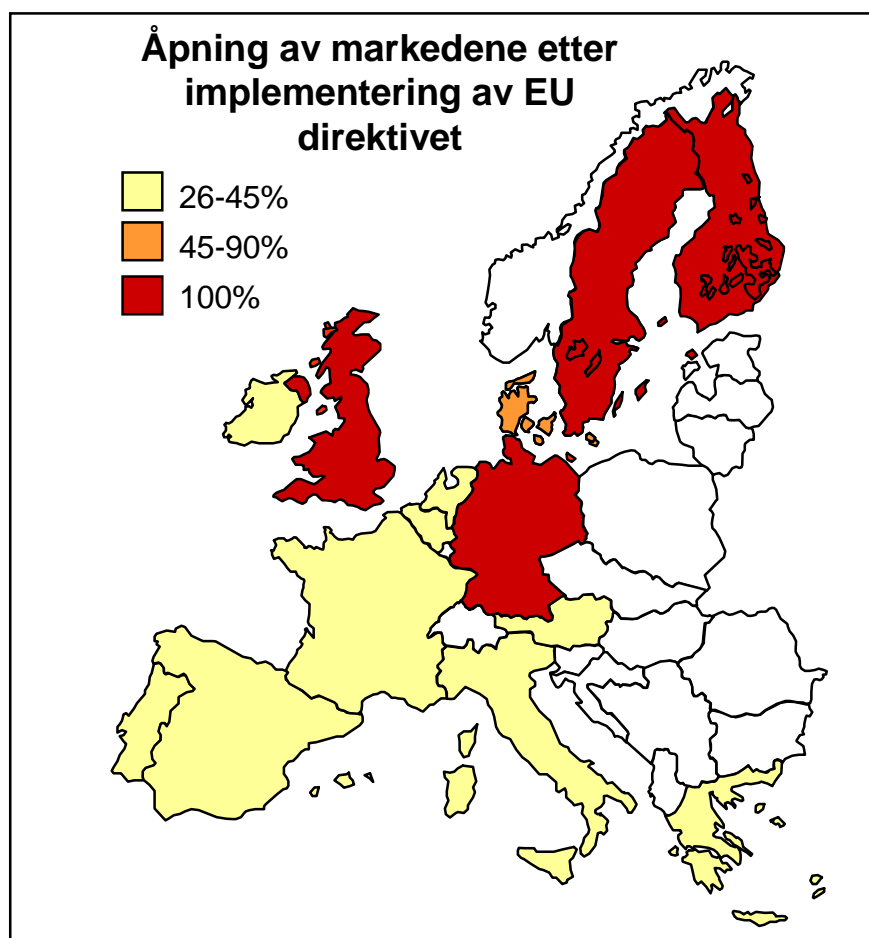 Åpning av markedene etter
implementering av EU
direktivet
26-45%
45-90%
100%